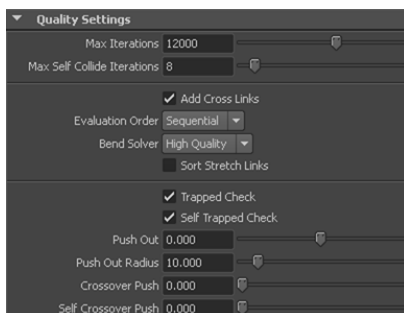 Quality Settings
Max Iterations 12000
Max Self Collide Iterations 8
Add Cross Links
Evaluation Order Sequential
Bend Solver High Quality
Sort Stretch Links
Trapped Check
Self Trapped Check
Push Out 0.000
Push Out Radius 10.000
Crossover Push 0.000
Self Crossover Push 0.000